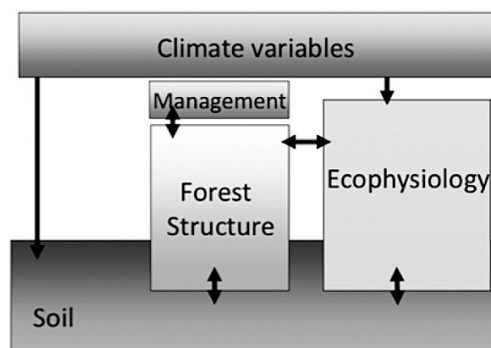 Climate variables
Management
Forest
Structure
Ecophysiology
Soil